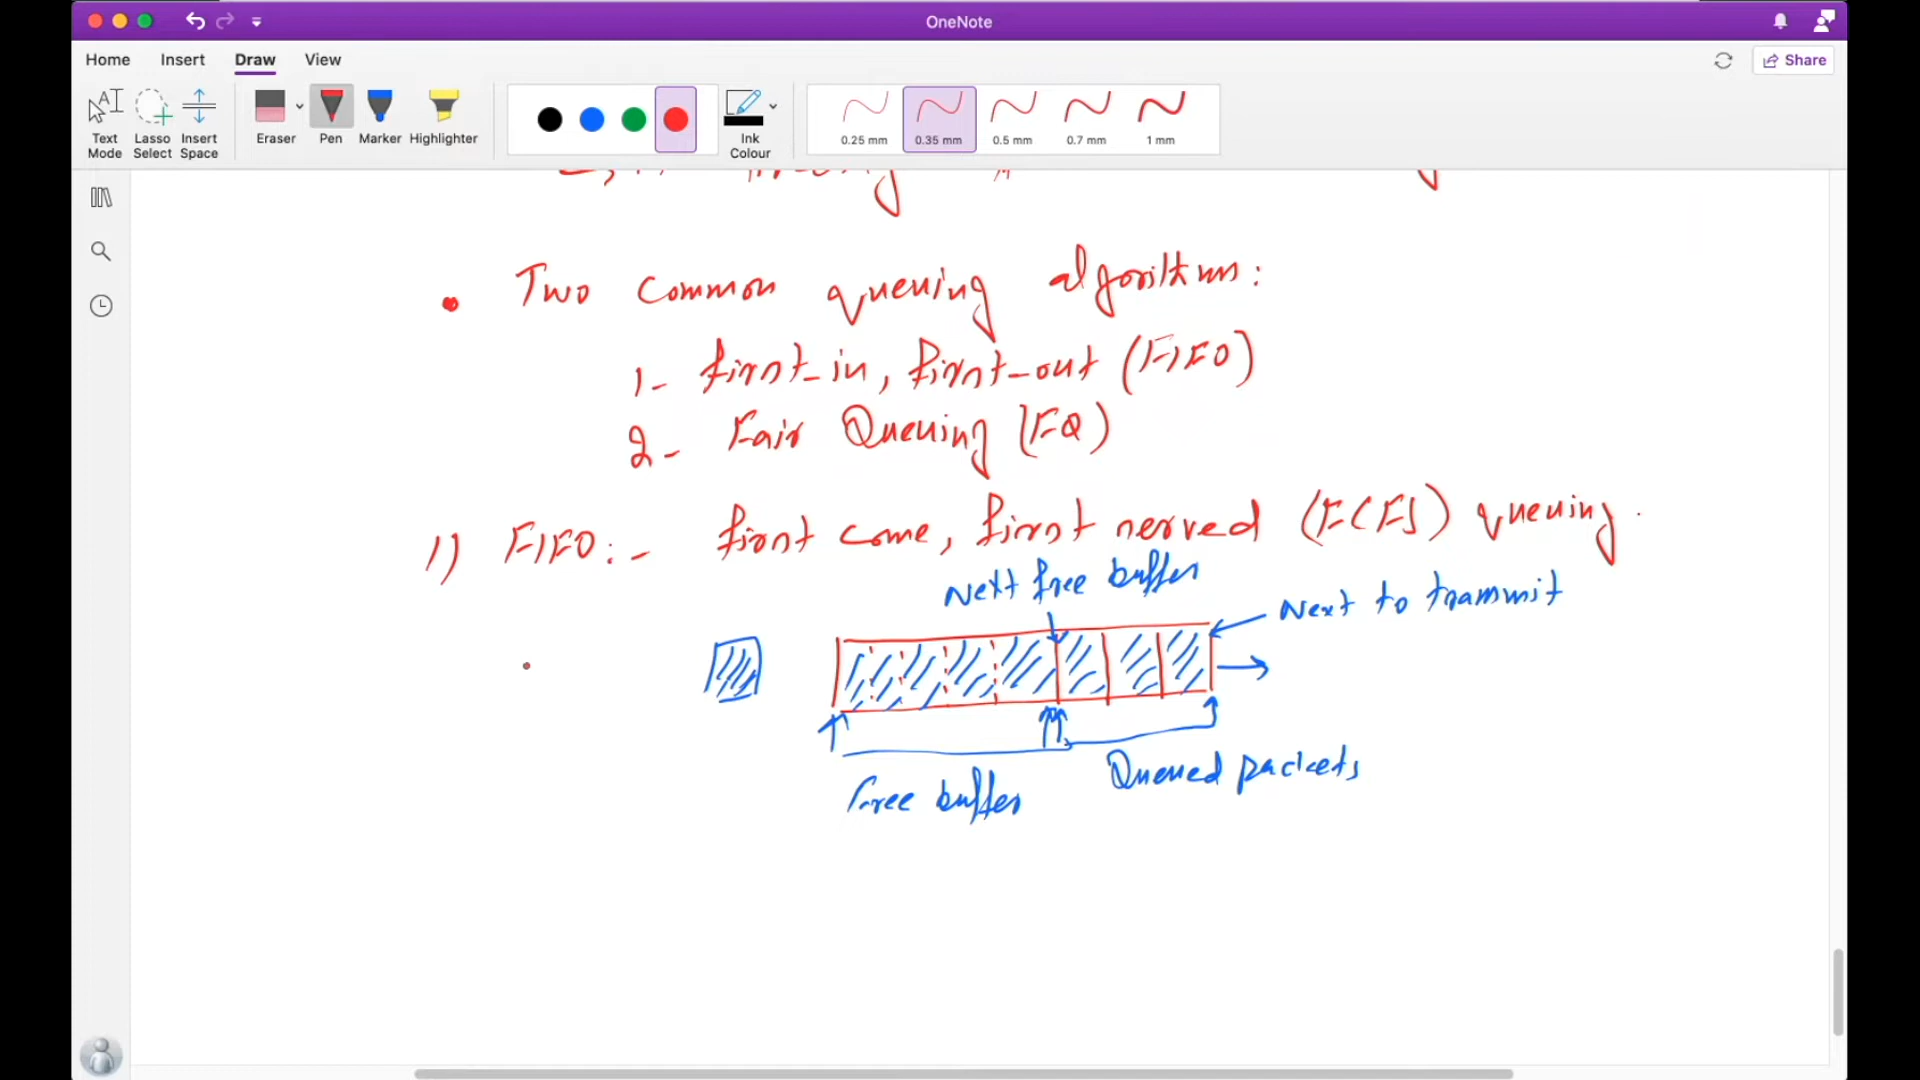 OneNote
Home Insert Draw View Share
Text Mode Lasso Select Insert Space Eraser Pen Marker Highlighter Ink Colour 0.25 mm 0.35 mm 0.5 mm 0.7 mm 1 mm
• Two common queuing algorithms:
1- first-in, first-out (FIFO)
2- Fair Queuing (FQ)
1) FIFO:- first come, first served (FCFS) queuing.
Next free buffer
Next to transmit
Queued packets
Free buffer